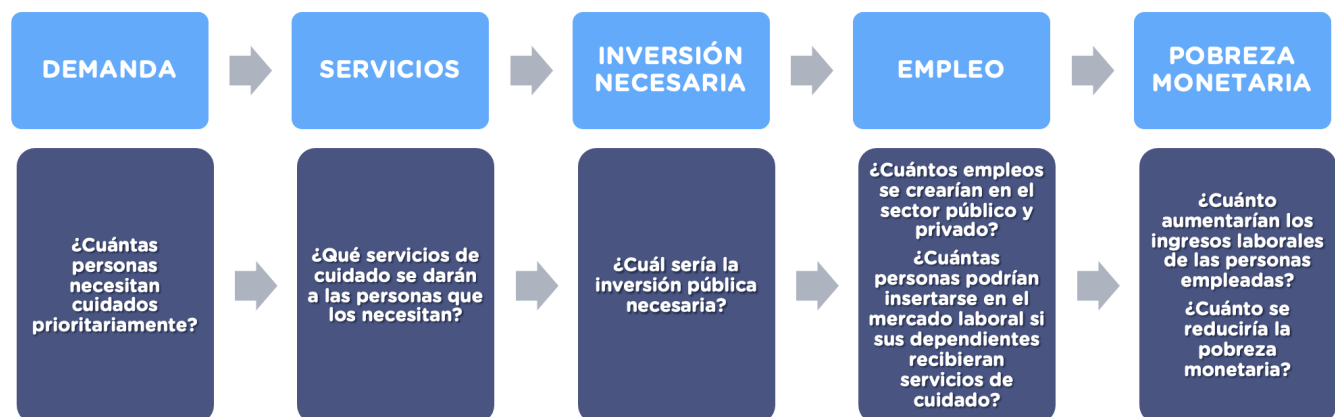 DEMANDA
SERVICIOS
INVERSIÓN
NECESARIA
EMPLEO
POBREZA
MONETARIA
¿Cuántas
personas
necesitan
cuidados
prioritariamente?
¿Qué servicios de
cuidado se darán
a las personas que
los necesitan?
¿Cuál sería la
inversión pública
necesaria?
¿Cuántos empleos
se crearían en el
sector público y
privado?
¿Cuántas
personas podrían
insertarse en el
mercado laboral si
sus dependientes
recibieran
servicios de
cuidado?
¿Cuánto
aumentarían los
ingresos laborales
de las personas
empleadas?
¿Cuánto se
reduciría la
pobreza
monetaria?